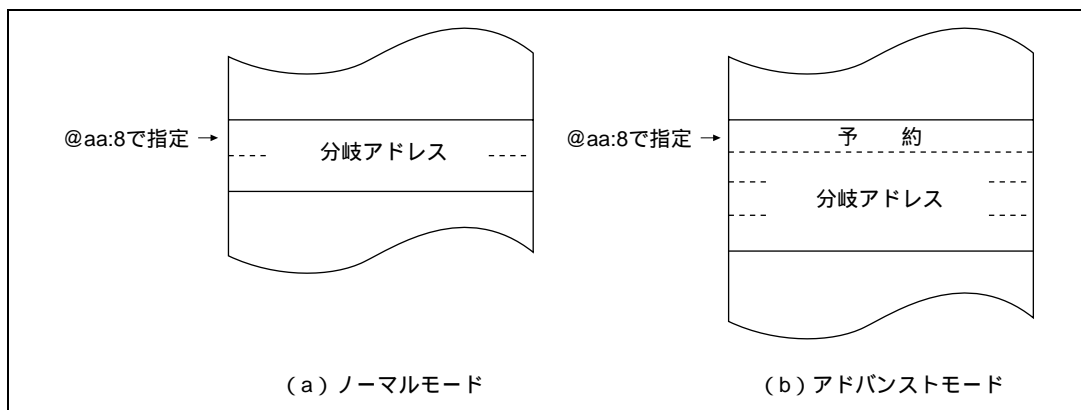 @aa:8で指定 →
分岐アドレス
(a)ノーマルモード
@aa:8で指定 →
予 約
分岐アドレス
(b)アドバンストモード